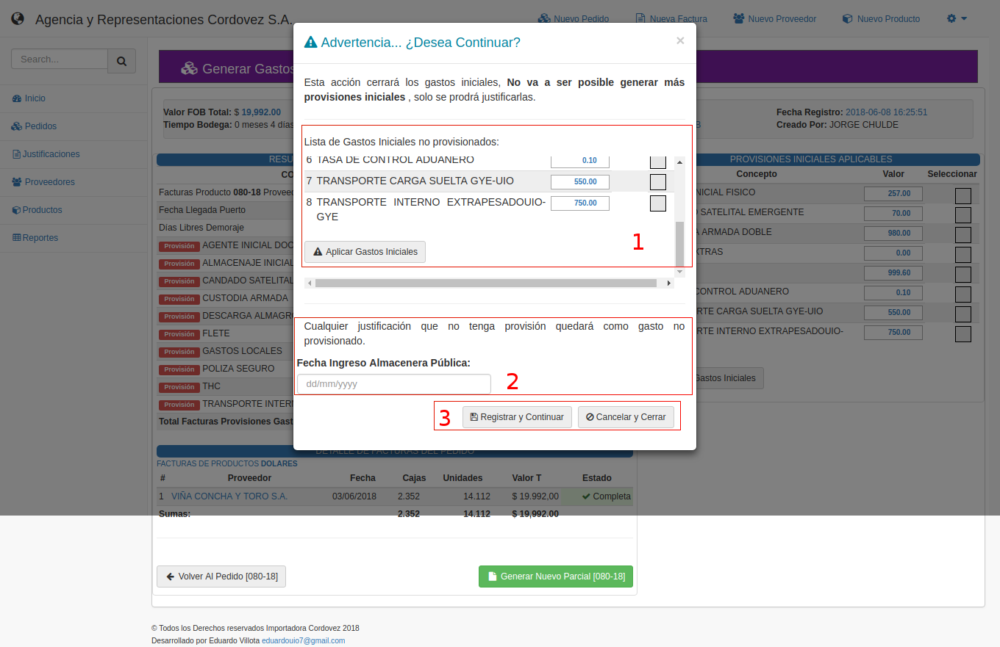 Agencia y Representaciones Cordovez S.A.
Nuevo Pedido
Nueva Factura
Nuevo Proveedor
Nuevo Producto
Search...
Inicio
Pedidos
Justificaciones
Proveedores
Productos
Reportes
Generar Gastos
Valor FOB Total: $ 19,992.00
Tiempo Bodega: 0 meses 4 días
Fecha Registro: 2018-06-08 16:25:51
Creado Por: JORGE CHULDE
Facturas Producto 080-18
Fecha Llegada Puerto
Días Libres Demoraje
Provisión AGENTE INICIAL
Provisión ALMACENAJE INICIAL
Provisión CANDADO SATELITAL
Provisión CUSTODIA ARMADA
Provisión DESCARGA
Provisión FLETE
Provisión GASTOS LOCALES
Provisión POLIZA SEGURO
Provisión THC
Provisión TRANSPORTE
Total Facturas Provisiones
Advertencia... ¿Desea Continuar?
×
Esta acción cerrará los gastos iniciales, No va a ser posible generar más
provisiones iniciales , solo se prodrá justificarlas.
Lista de Gastos Iniciales no provisionados:
6 TASA DE CONTROL ADUANERO 0.10
7 TRANSPORTE CARGA SUELTA GYE-UIO 550.00
8 TRANSPORTE INTERNO EXTRAPESADOUIO- 750.00
GYE
Aplicar Gastos Iniciales
1
Cualquier justificación que no tenga provisión quedará como gasto no
provisionado.
Fecha Ingreso Almacenera Pública:
dd/mm/yyyy
2
3
Registrar y Continuar
Cancelar y Cerrar
PROVISIONES INICIALES APLICABLES
Concepto Valor Seleccionar
FISICO 257.00
SATELITAL EMERGENTE 70.00
ARMADA DOBLE 980.00
0.00
999.60
CONTROL ADUANERO 0.10
CARGA SUELTA GYE-UIO 550.00
INTERNO EXTRAPESADOUIO- 750.00
Gastos Iniciales
DETALLE DE FACTURAS DEL PEDIDO
FACTURAS DE PRODUCTOS DOLARES
# Proveedor Fecha Cajas Unidades Valor T Estado
1 VIÑA CONCHA Y TORO S.A. 03/06/2018 2.352 14.112 $ 19.992,00 Completa
Sumas: 2.352 14.112 $ 19,992.00
Volver Al Pedido [080-18]
Generar Nuevo Parcial [080-18]
© Todos los Derechos reservados Importadora Cordovez 2018
Desarrollado por Eduardo Villota eduardouio7@gmail.com